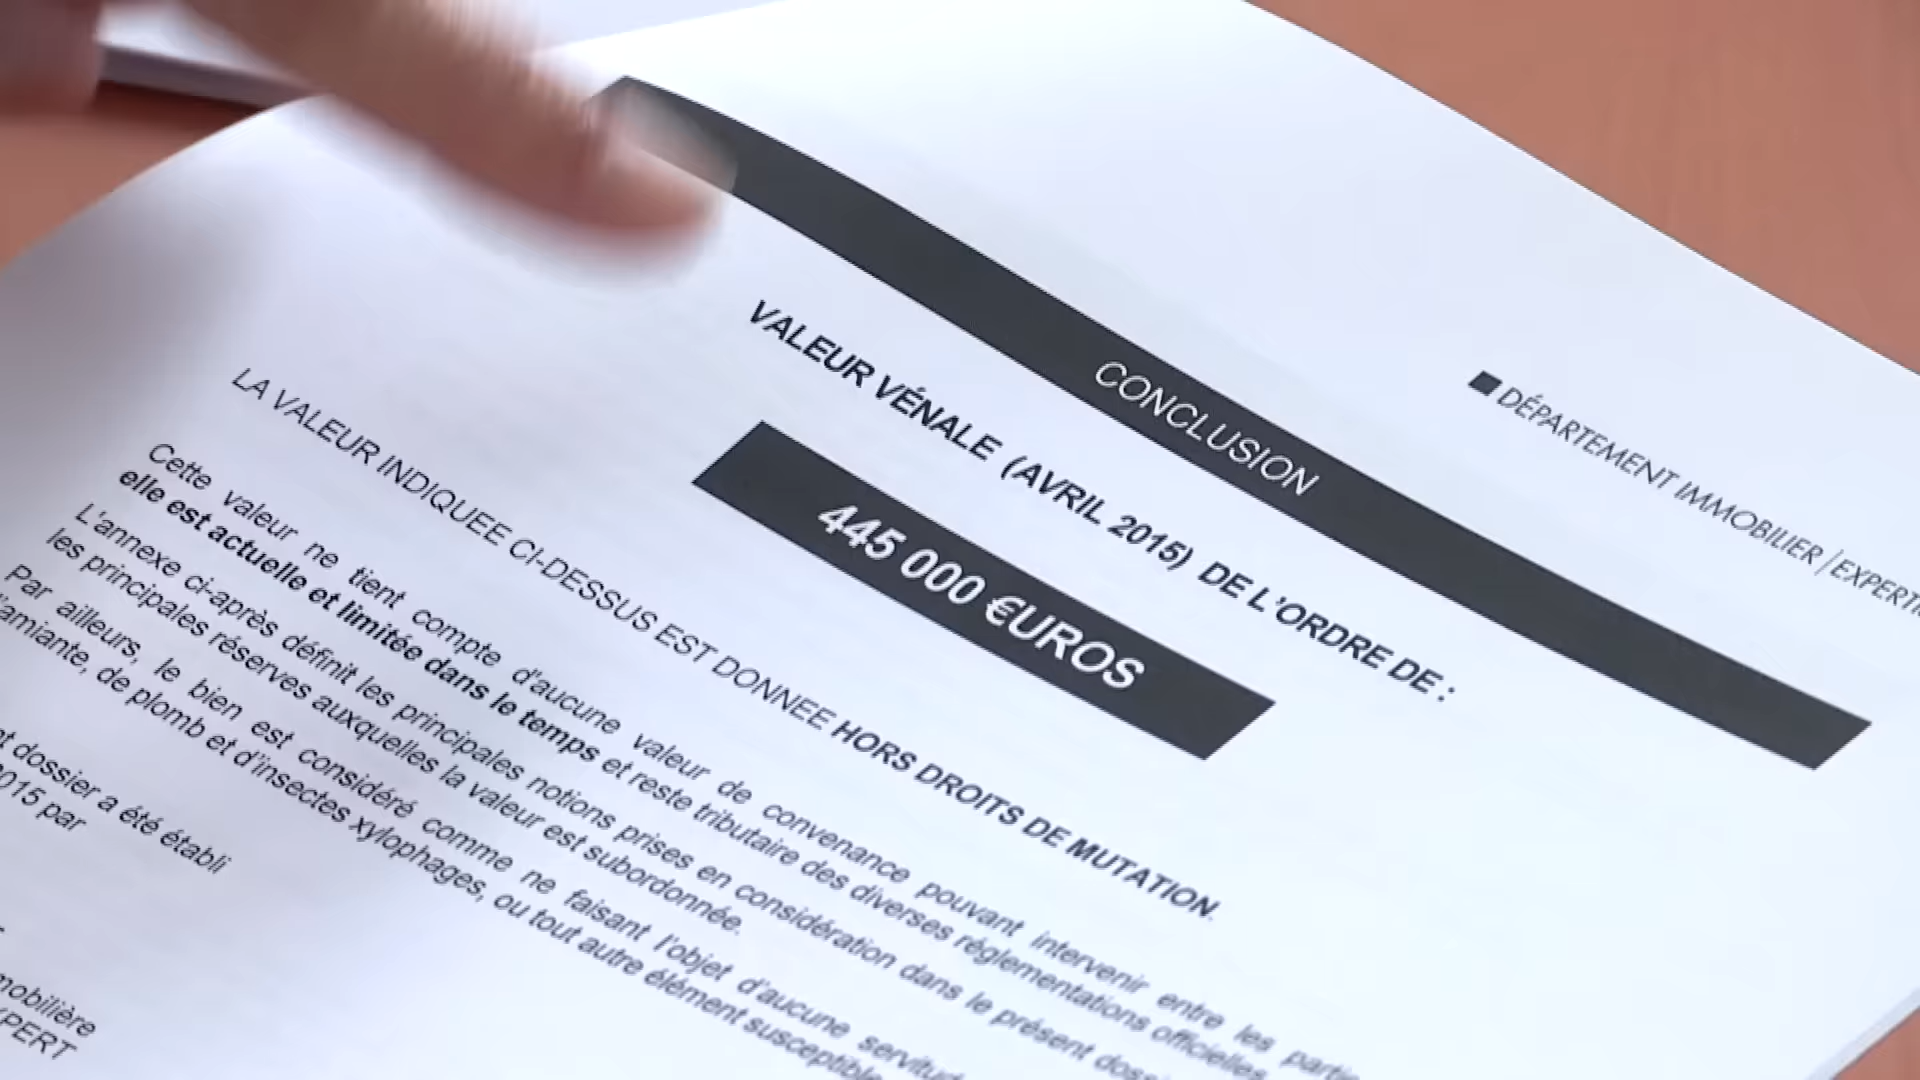 DÉPARTEMENT IMMOBILIER | EXPERTI
CONCLUSION
VALEUR VÉNALE (AVRIL 2015) DE L'ORDRE DE :
445 000 €UROS
LA VALEUR INDIQUEE CI-DESSUS EST DONNEE HORS DROITS DE MUTATION.
Cette valeur ne tient compte d'aucune valeur de convenance pouvant intervenir entre les partie
elle est actuelle et limitée dans le temps et reste tributaire des diverses réglementations officielles.
L'annexe ci-après définit les principales notions prises en considération dans le présent doss
les principales réserves auxquelles la valeur est subordonnée.
Par ailleurs, le bien est considéré comme ne faisant l'objet d'aucune servitud
'amiante, de plomb et d'insectes xylophages, ou tout autre élément susceptible
nt dossier a été établi
015 par
mobilière
PERT